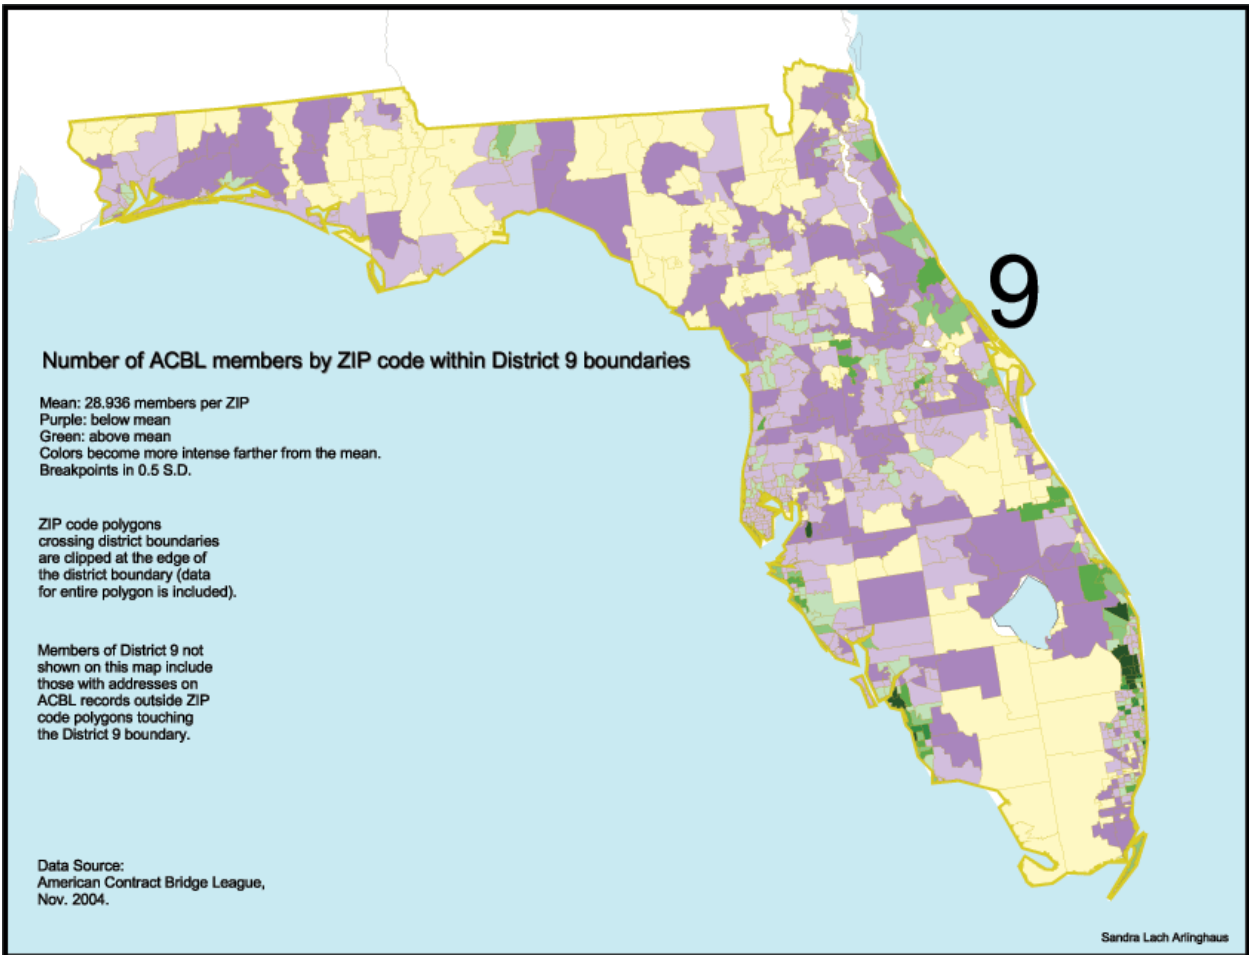 9
Number of ACBL members by ZIP code within District 9 boundaries
Mean: 28.936 members per ZIP
Purple: below mean
Green: above mean
Colors become more intense farther from the mean.
Breakpoints in 0.5 S.D.
ZIP code polygons
crossing district boundaries
are clipped at the edge of
the district boundary (data
for entire polygon is included).
Members of District 9 not
shown on this map include
those with addresses on
ACBL records outside ZIP
code polygons touching
the District 9 boundary.
Data Source:
American Contract Bridge League,
Nov. 2004.
Sandra Lach Arlinghaus